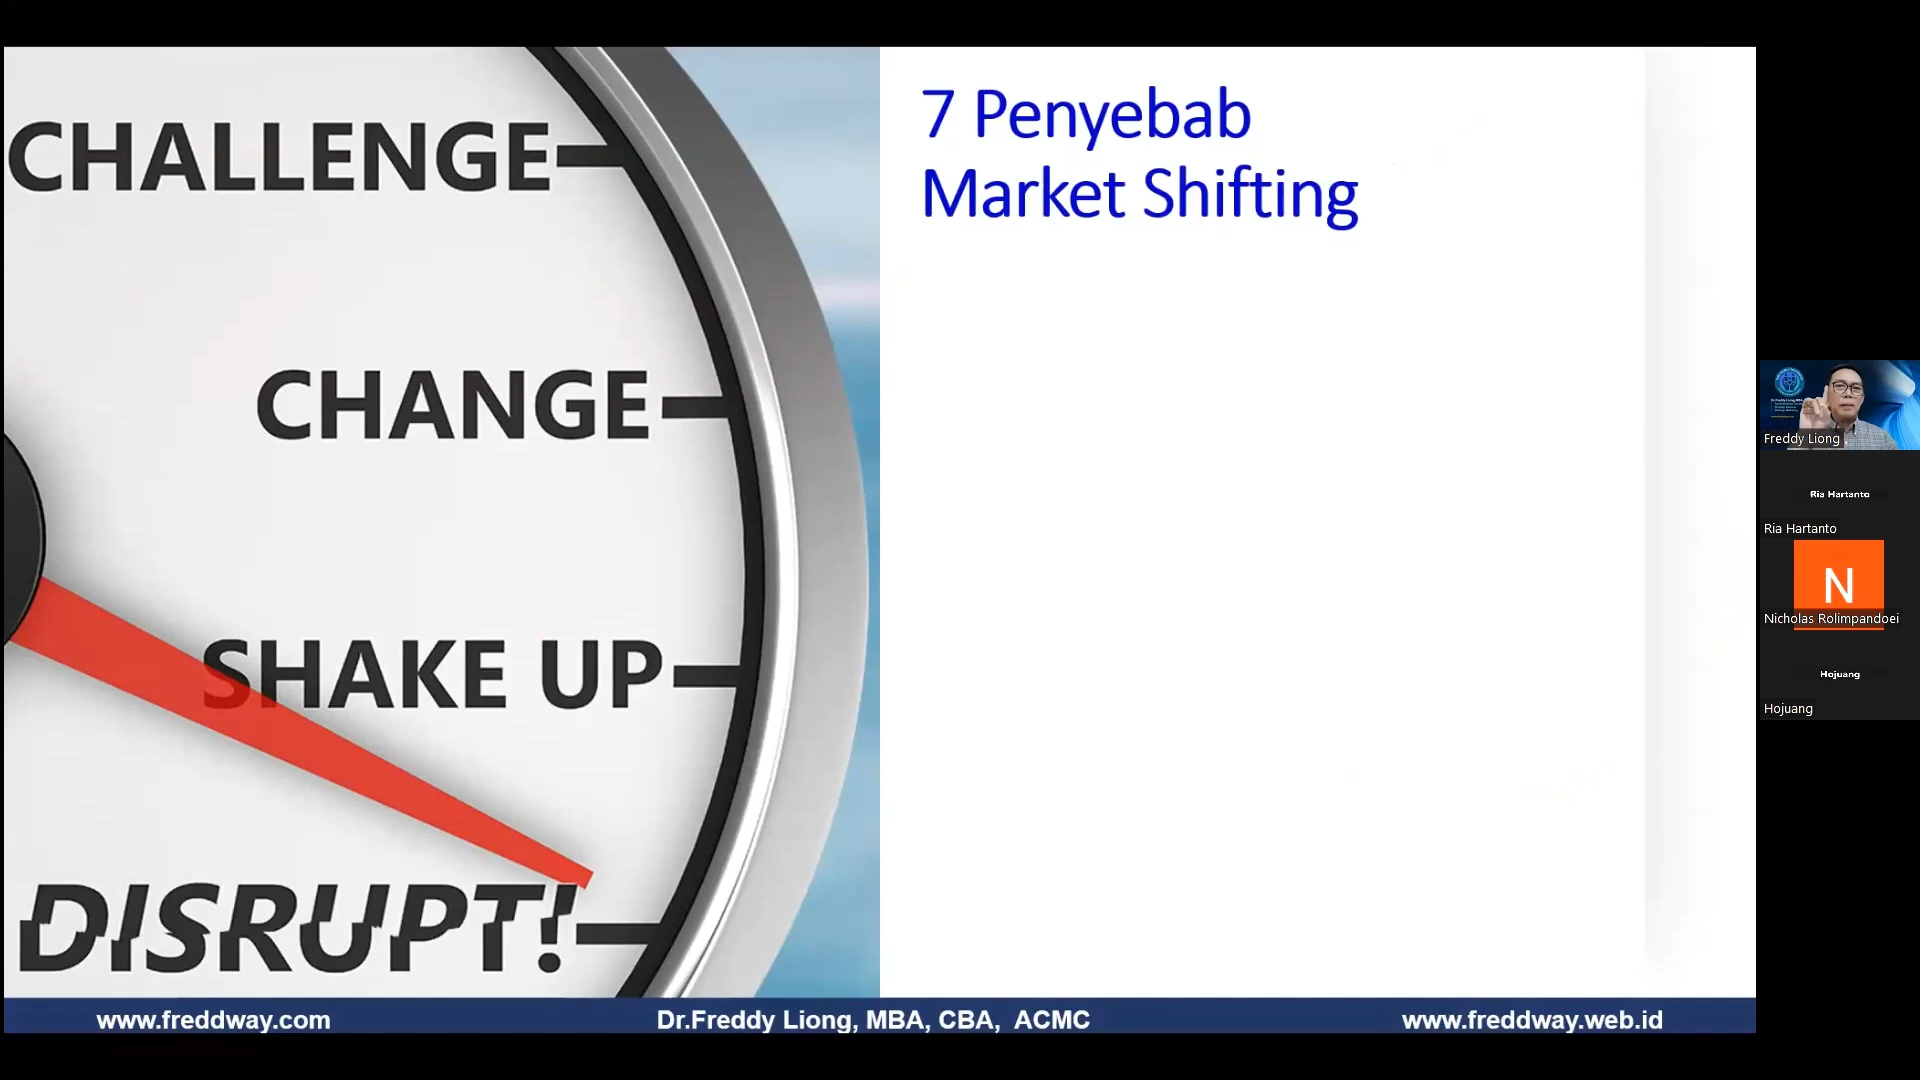 CHALLENGE
CHANGE
SHAKE UP
DISRUPT!
7 Penyebab
Market Shifting
www.freddway.com
Dr.Freddy Liong, MBA, CBA, ACMC
www.freddway.web.id
Freddy Liong
Ria Hartanto
Ria Hartanto
N
Nicholas Rolimpandoei
Hojuang
Hojuang